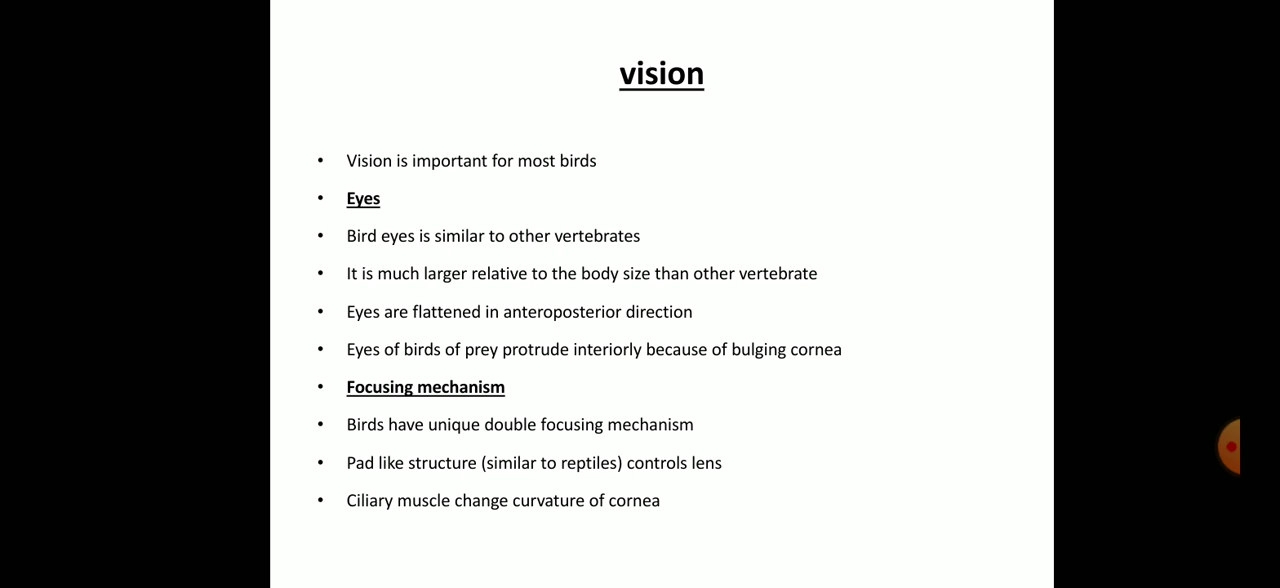 vision
• Vision is important for most birds
• Eyes
• Bird eyes is similar to other vertebrates
• It is much larger relative to the body size than other vertebrate
• Eyes are flattened in anteroposterior direction
• Eyes of birds of prey protrude interiorly because of bulging cornea
• Focusing mechanism
• Birds have unique double focusing mechanism
• Pad like structure (similar to reptiles) controls lens
• Ciliary muscle change curvature of cornea